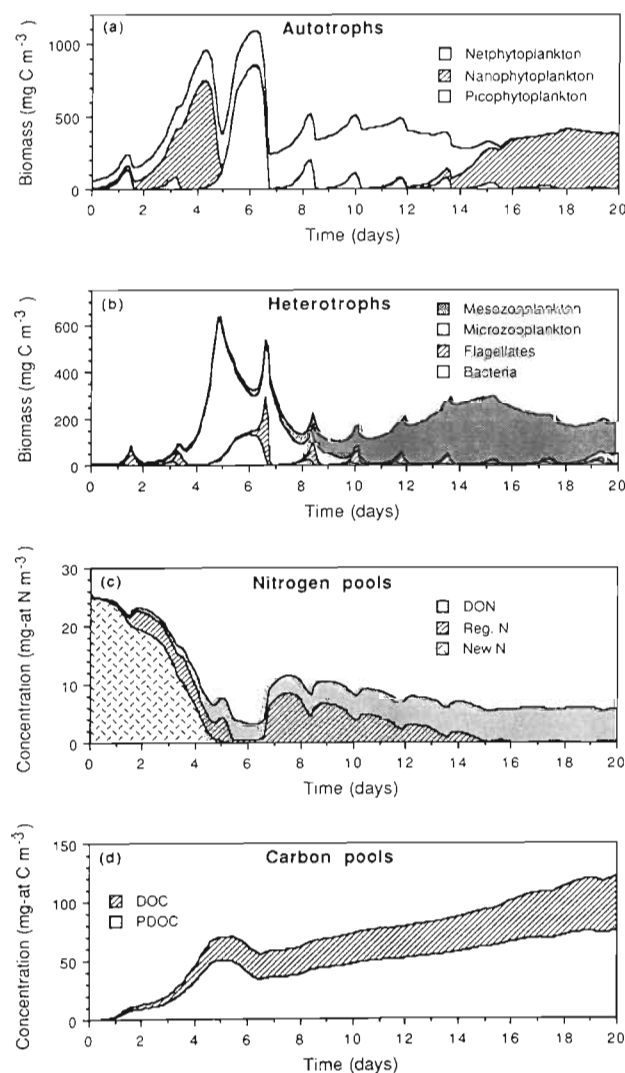 (a) Autotrophs
Netphytoplankton
Nanophytoplankton
Picophytoplankton
Biomass (mg C m⁻³)
1000
500
0
0 2 4 6 8 10 12 14 16 18 20
Time (days)
(b) Heterotrophs
Mesozooplankton
Microzooplankton
Flagellates
Bacteria
Biomass (mg C m⁻³)
600
400
200
0
0 2 4 6 8 10 12 14 16 18 20
Time (days)
(c) Nitrogen pools
DON
Reg. N
New N
Concentration (mg-at N m⁻³)
30
20
10
0
0 2 4 6 8 10 12 14 16 18 20
Time (days)
(d) Carbon pools
DOC
PDOC
Concentration (mg-at C m⁻³)
150
100
50
0
0 2 4 6 8 10 12 14 16 18 20
Time (days)